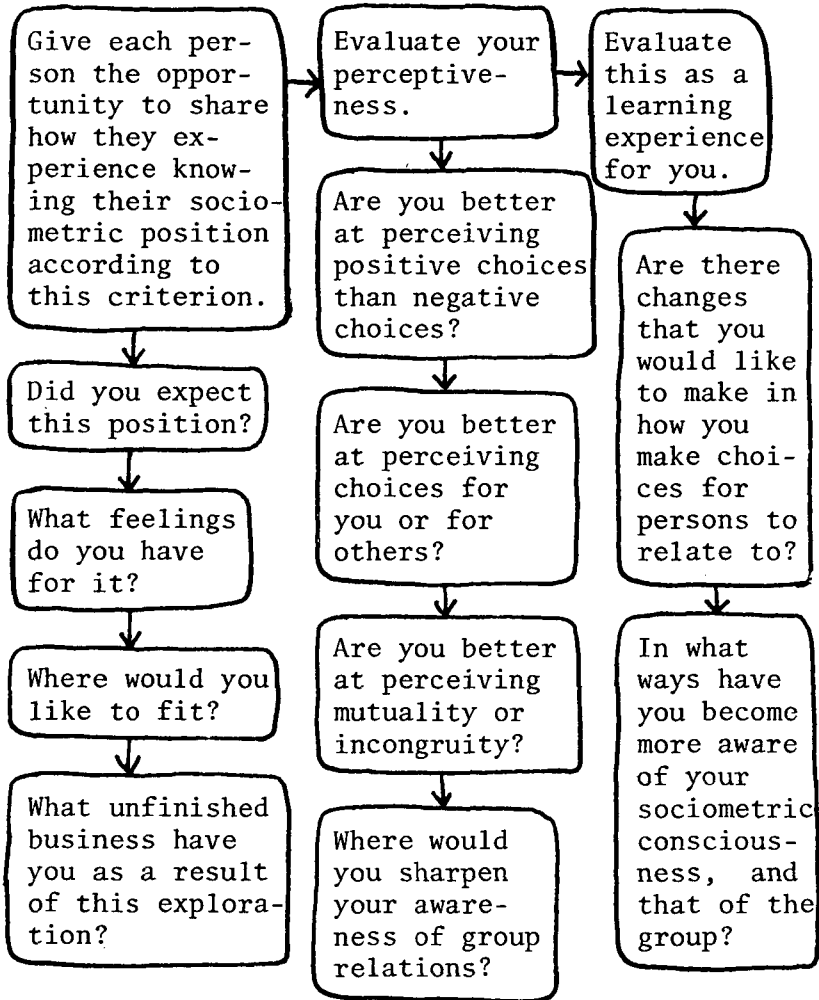 Give each per-
son the oppor-
tunity to share
how they ex-
perience know-
ing their socio-
metric position
according to
this criterion.
Did you expect
this position?
What feelings
do you have
for it?
Where would you
like to fit?
What unfinished
business have
you as a result
of this explora-
tion?
Evaluate your
perceptive-
ness.
Are you better
at perceiving
positive choices
than negative
choices?
Are you better
at perceiving
choices for
you or for
others?
Are you better
at perceiving
mutuality or
incongruity?
Where would
you sharpen
your aware-
ness of group
relations?
Evaluate
this as a
learning
experience
for you.
Are there
changes
that you
would like
to make in
how you
make choi-
ces for
persons to
relate to?
In what
ways have
you become
more aware
of your
sociometric
conscious-
ness, and
that of the
group?